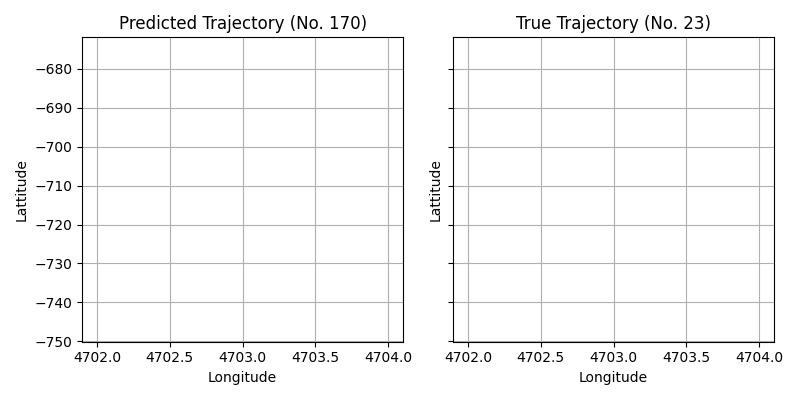 Predicted Trajectory (No. 170)
−680
−690
−700
−710
−720
−730
−740
−750
Lattitude
4702.0 4702.5 4703.0 4703.5 4704.0
Longitude
True Trajectory (No. 23)
Lattitude
4702.0 4702.5 4703.0 4703.5 4704.0
Longitude